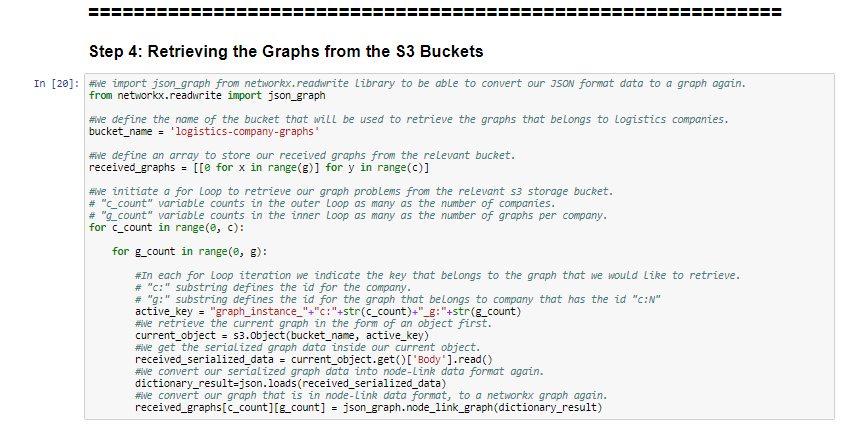 ================================================================
Step 4: Retrieving the Graphs from the S3 Buckets
In [20]: #We import json_graph from networkx.readwrite library to be able to convert our JSON format data to a graph again.
from networkx.readwrite import json_graph
#We define the name of the bucket that will be used to retrieve the graphs that belongs to logistics companies.
bucket_name = 'logistics-company-graphs'
#We define an array to store our received graphs from the relevant bucket.
received_graphs = [[0 for x in range(g)] for y in range(c)]
#We initiate a for loop to retrieve our graph problems from the relevant s3 storage bucket.
# "c_count" variable counts in the outer loop as many as the number of companies.
# "g_count" variable counts in the inner loop as many as the number of graphs per company.
for c_count in range(0, c):
    for g_count in range(0, g):
        #In each for loop iteration we indicate the key that belongs to the graph that we would like to retrieve.
        # "c:" substring defines the id for the company.
        # "g:" substring defines the id for the graph that belongs to company that has the id "c:N"
        active_key = "graph_instance_"+"c:"+str(c_count)+"_g:"+str(g_count)
        #We retrieve the current graph in the form of an object first.
        current_object = s3.Object(bucket_name, active_key)
        #We get the serialized graph data inside our current object.
        received_serialized_data = current_object.get()['Body'].read()
        #We convert our serialized graph data into node-link data format again.
        dictionary_result=json.loads(received_serialized_data)
        #We convert our graph that is in node-link data format, to a networkx graph again.
        received_graphs[c_count][g_count] = json_graph.node_link_graph(dictionary_result)